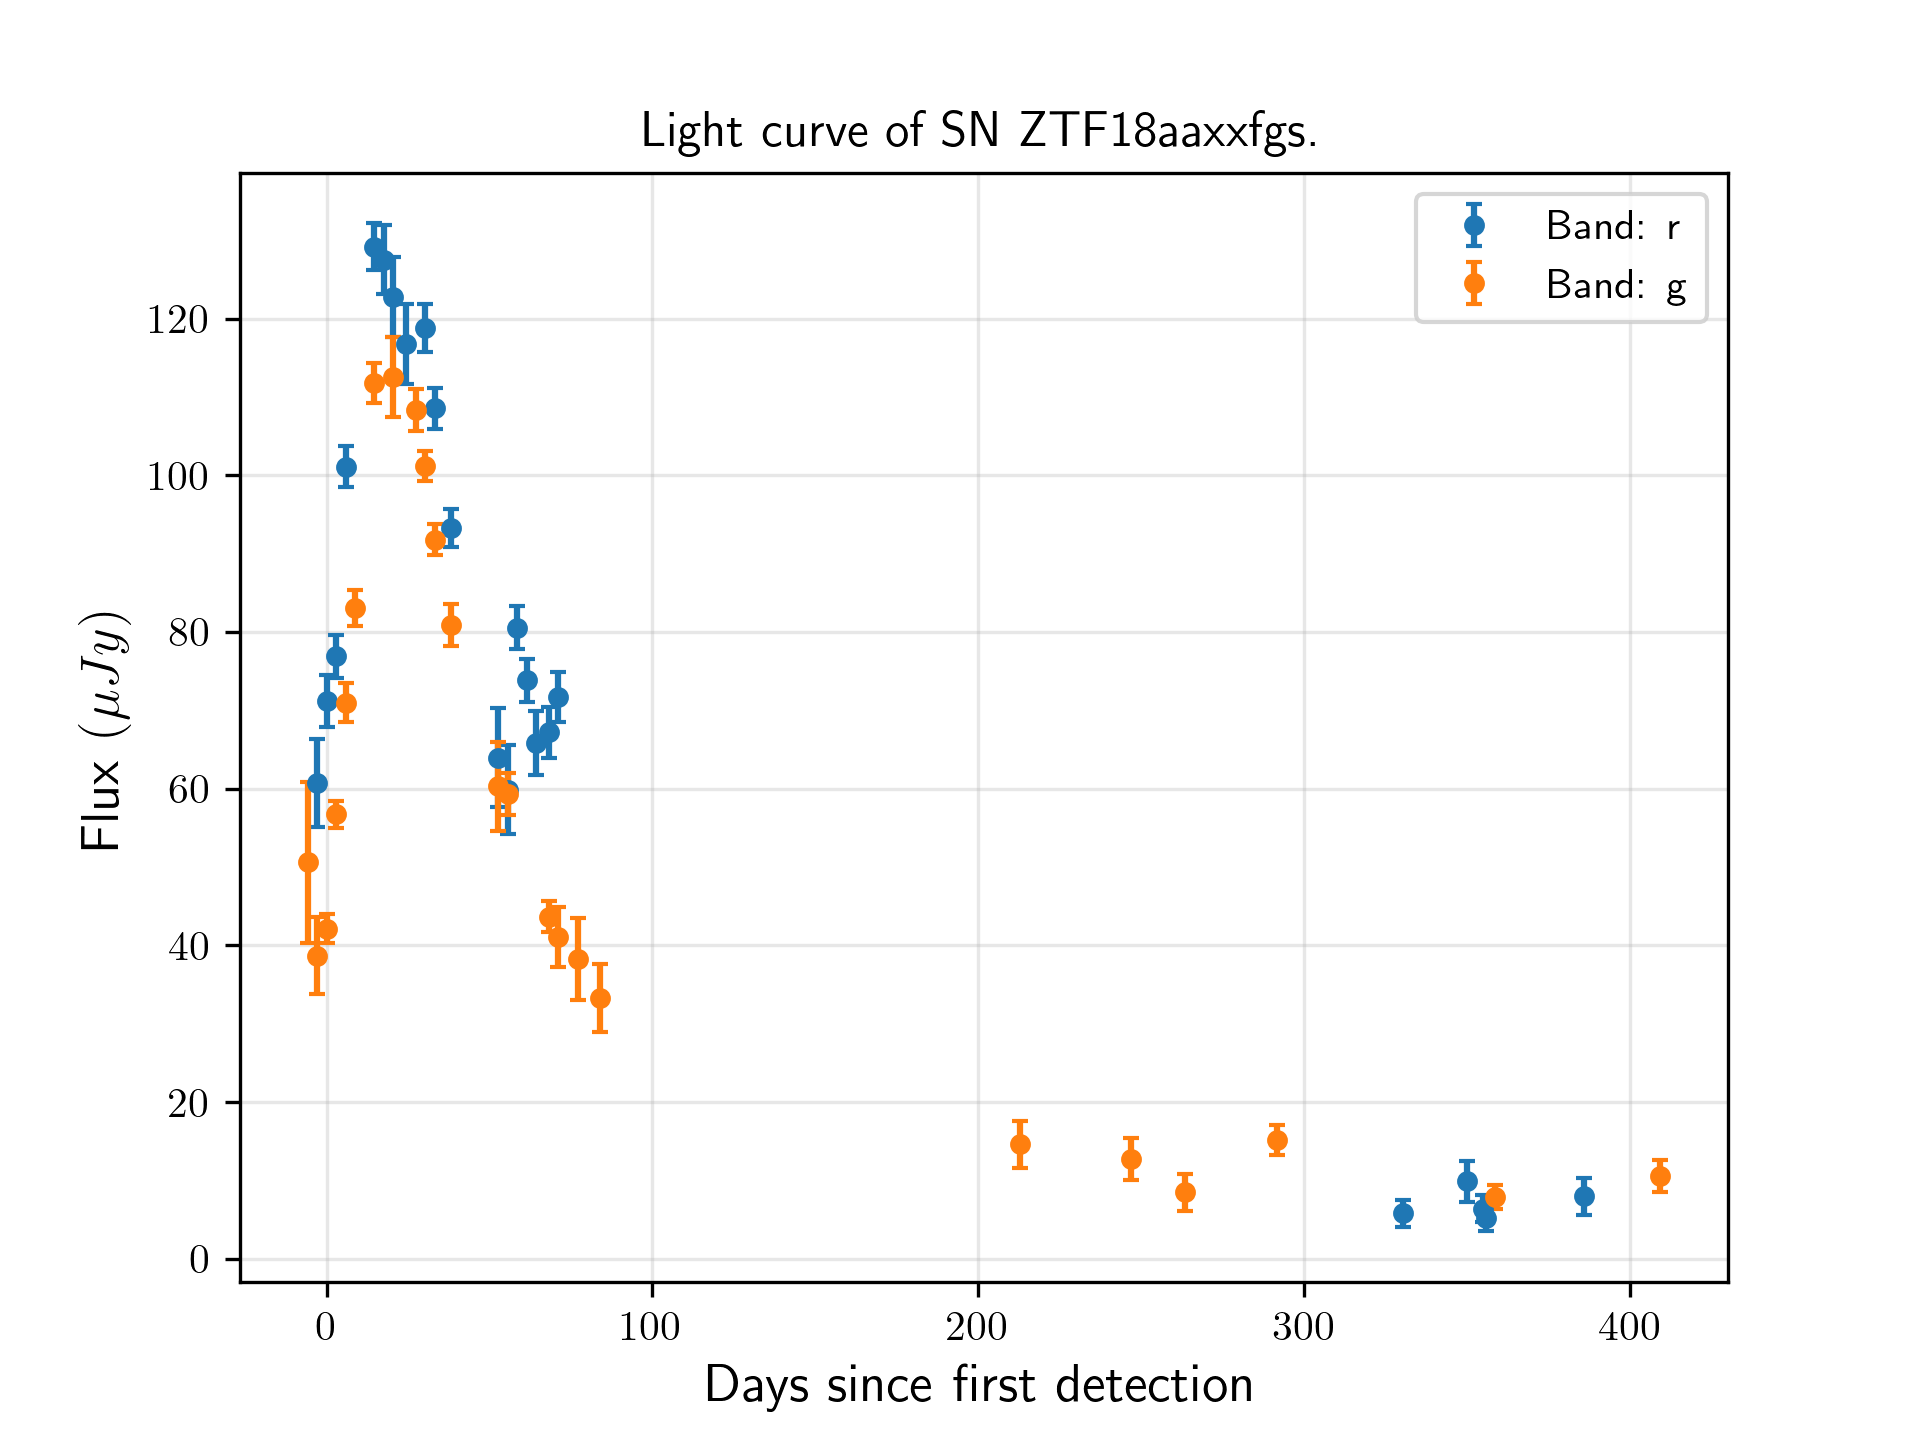 Light curve of SN ZTF18aaxxfgs.
Band: r
Band: g
Flux (μJy)
120
100
80
60
40
20
0
0 100 200 300 400
Days since first detection